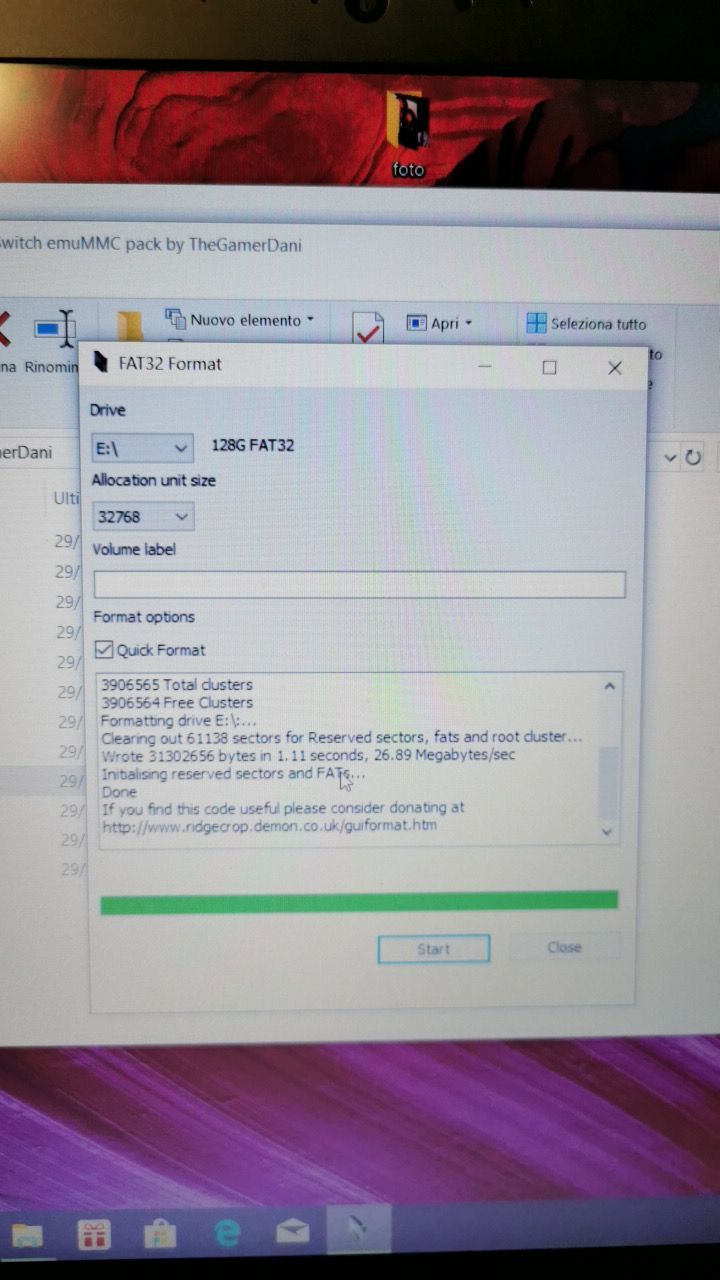 foto
witch emuMMC pack by TheGamerDani
Nuovo elemento
Apri
Seleziona tutto
na Rinomin
to
FAT32 Format
Drive
erDani
E:\
128G FAT32
Allocation unit size
Ulti
32768
29/
Volume label
29/
29/
Format options
29/
Quick Format
29/
3906565 Total clusters
29/
3906564 Free Clusters
29/
Formatting drive E:\:...
Clearing out 61138 sectors for Reserved sectors, fats and root cluster...
29/
Wrote 31302656 bytes in 1.11 seconds, 26.89 Megabytes/sec
29/
Initialising reserved sectors and FATs...
Done
29/
If you find this code useful please consider donating at
http://www.ridgecrop.demon.co.uk/guiformat.htm
29/
29/
Start
Close